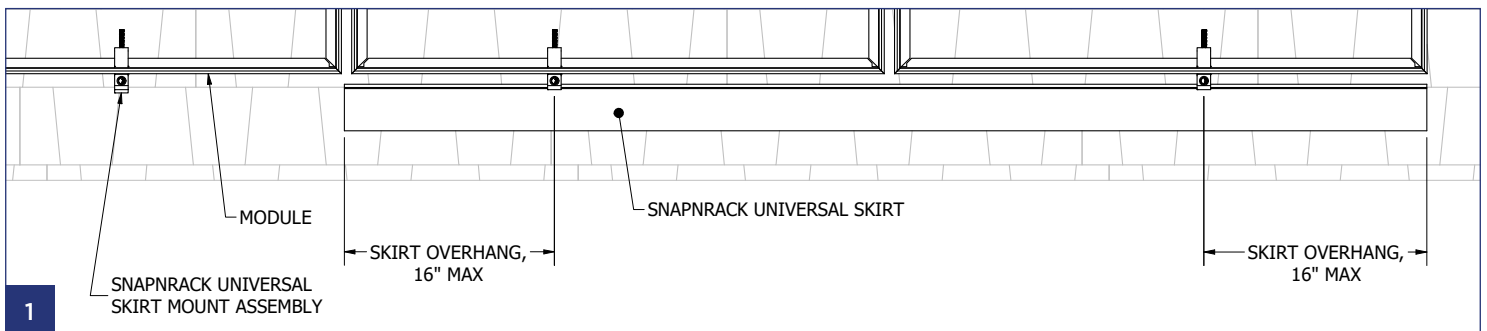 MODULE
SNAPNRACK UNIVERSAL SKIRT
SKIRT OVERHANG,
16" MAX
SKIRT OVERHANG,
16" MAX
SNAPNRACK UNIVERSAL
SKIRT MOUNT ASSEMBLY
1